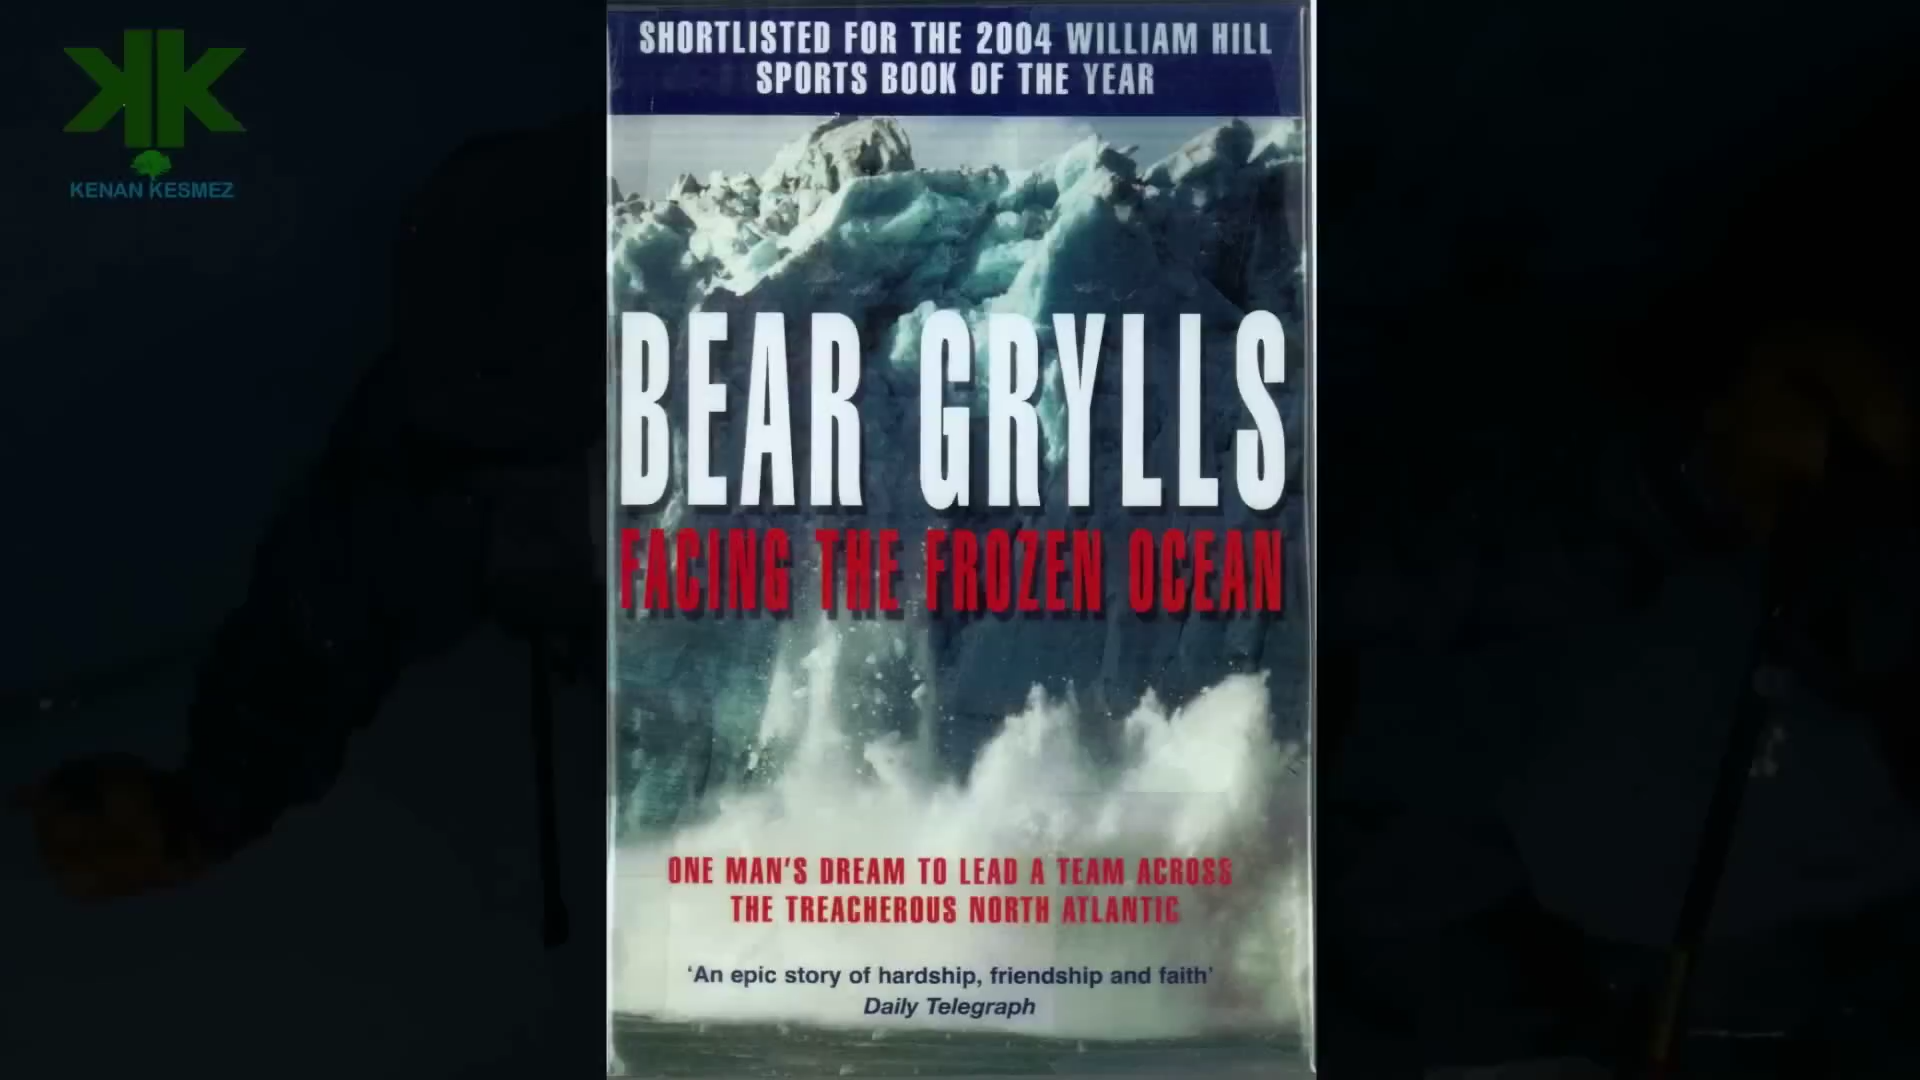 KK
KENAN KESMEZ
SHORTLISTED FOR THE 2004 WILLIAM HILL
SPORTS BOOK OF THE YEAR
BEAR GRYLLS
FACING THE FROZEN OCEAN
ONE MAN'S DREAM TO LEAD A TEAM ACROSS
THE TREACHEROUS NORTH ATLANTIC
'An epic story of hardship, friendship and faith'
Daily Telegraph